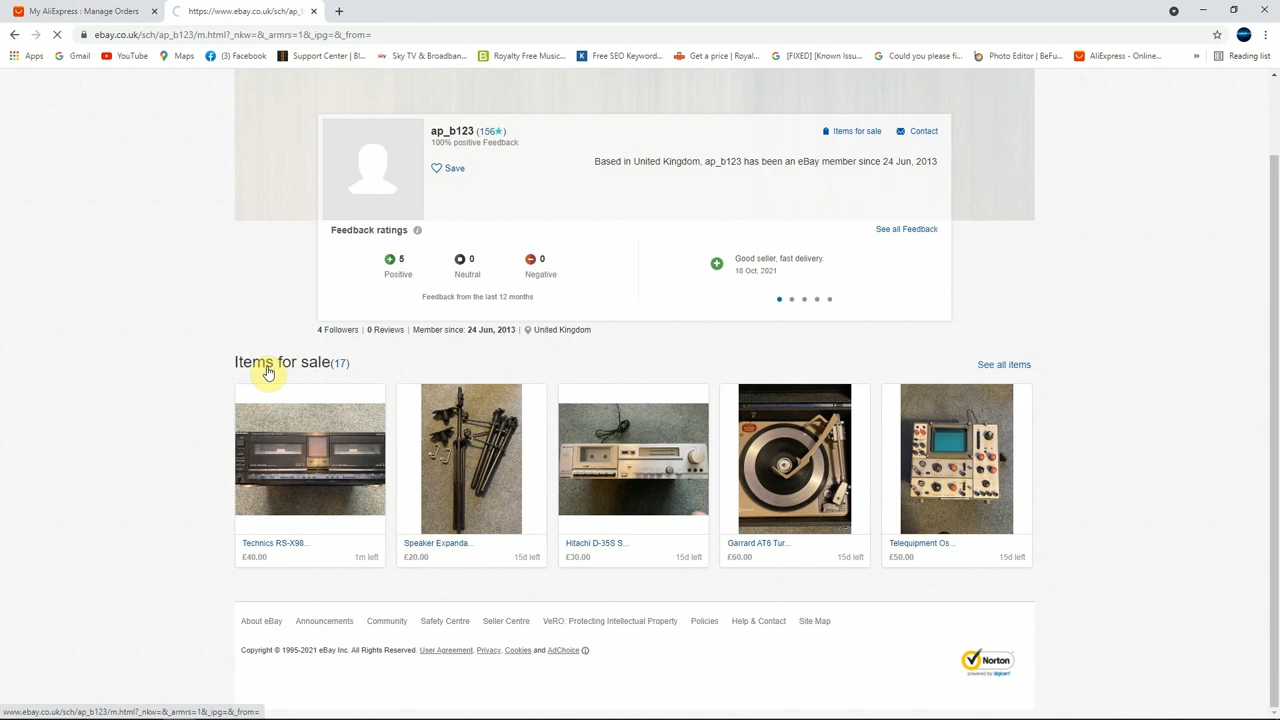 My AliExpress : Manage Orders
https://www.ebay.co.uk/sch/ap_b
ebay.co.uk/sch/ap_b123/m.html?_nkw=&_armrs=1&_ipg=&_from=
Apps
Gmail
YouTube
Maps
(3) Facebook
Support Center | Bl...
Sky TV & Broadban...
Royalty Free Music...
Free SEO Keyword...
Get a price | Royal...
[FIXED] [Known Issu...
Could you please fi...
Photo Editor | BeFu...
AliExpress - Online...
»
Reading list
ap_b123 (156★)
100% positive Feedback
Save
Items for sale
Contact
Based in United Kingdom, ap_b123 has been an eBay member since 24 Jun, 2013
Feedback ratings
See all Feedback
5
Positive
0
Neutral
0
Negative
Feedback from the last 12 months
Good seller, fast delivery.
18 Oct, 2021
4 Followers | 0 Reviews | Member since: 24 Jun, 2013 | United Kingdom
Items for sale(17)
See all items
Technics RS-X98...
£40.00 1m left
Speaker Expanda...
£20.00 15d left
Hitachi D-35S S...
£30.00 15d left
Garrard AT6 Tur...
£60.00 15d left
Telequipment Os...
£50.00 15d left
About eBay Announcements Community Safety Centre Seller Centre VeRO: Protecting Intellectual Property Policies Help & Contact Site Map
Copyright © 1995-2021 eBay Inc. All Rights Reserved. User Agreement, Privacy, Cookies and AdChoice
Norton
powered by digicert
www.ebay.co.uk/sch/ap_b123/m.html?_nkw=&_armrs=1&_ipg=&_from=